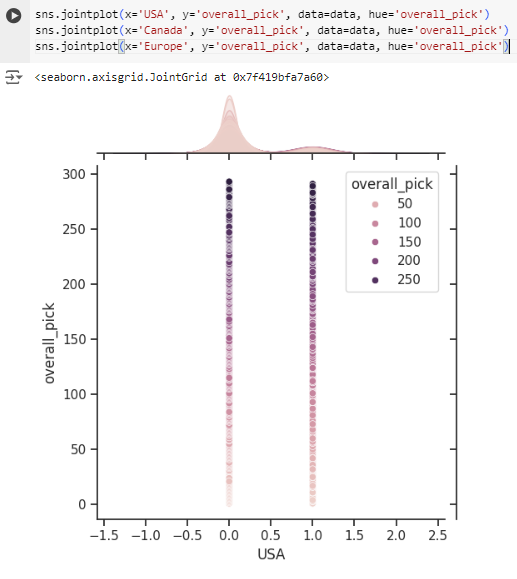 sns.jointplot(x='USA', y='overall_pick', data=data, hue='overall_pick')
sns.jointplot(x='Canada', y='overall_pick', data=data, hue='overall_pick')
sns.jointplot(x='Europe', y='overall_pick', data=data, hue='overall_pick')
<seaborn.axisgrid.JointGrid at 0x7f419bfa7a60>
300
250
200
150
100
50
0
overall_pick
overall_pick
50
100
150
200
250
−1.5 −1.0 −0.5 0.0 0.5 1.0 1.5 2.0 2.5
USA